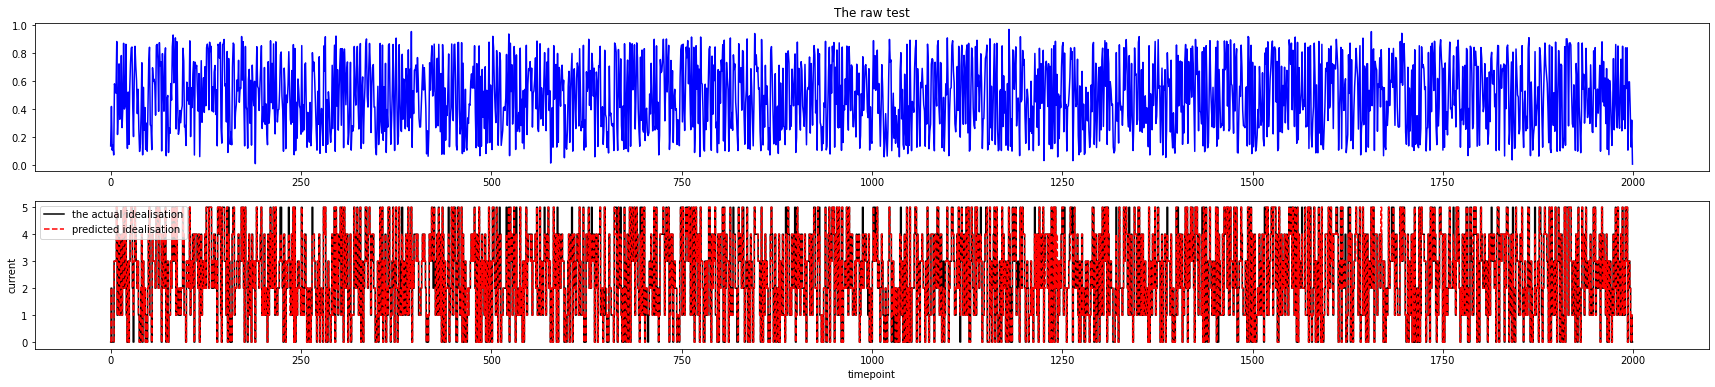 The raw test
1.0
0.8
0.6
0.4
0.2
0.0
0 250 500 750 1000 1250 1500 1750 2000
the actual idealisation
predicted idealisation
current
5
4
3
2
1
0
0 250 500 750 1000 1250 1500 1750 2000
timepoint